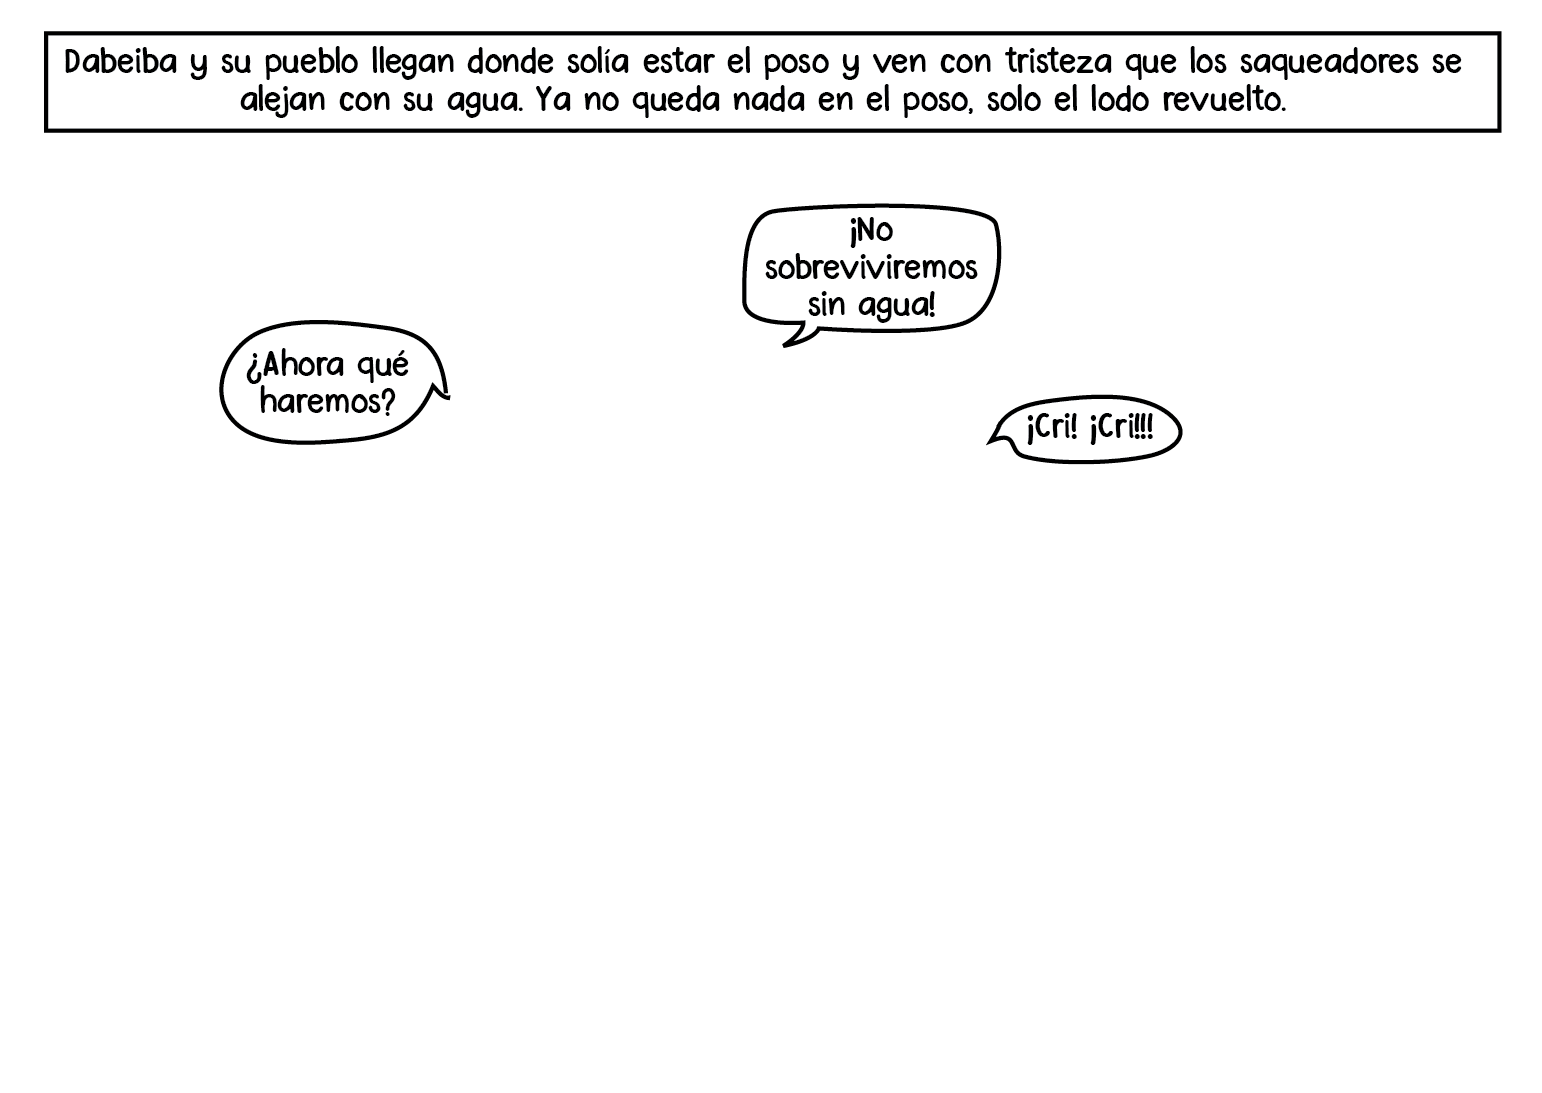 Dabeiba y su pueblo llegan donde solía estar el poso y ven con tristeza que los saqueadores se
alejan con su agua. Ya no queda nada en el poso, solo el lodo revuelto.
¡No
sobreviviremos
sin agua!
¿Ahora qué
haremos?
¡Cri! ¡Cri!!!